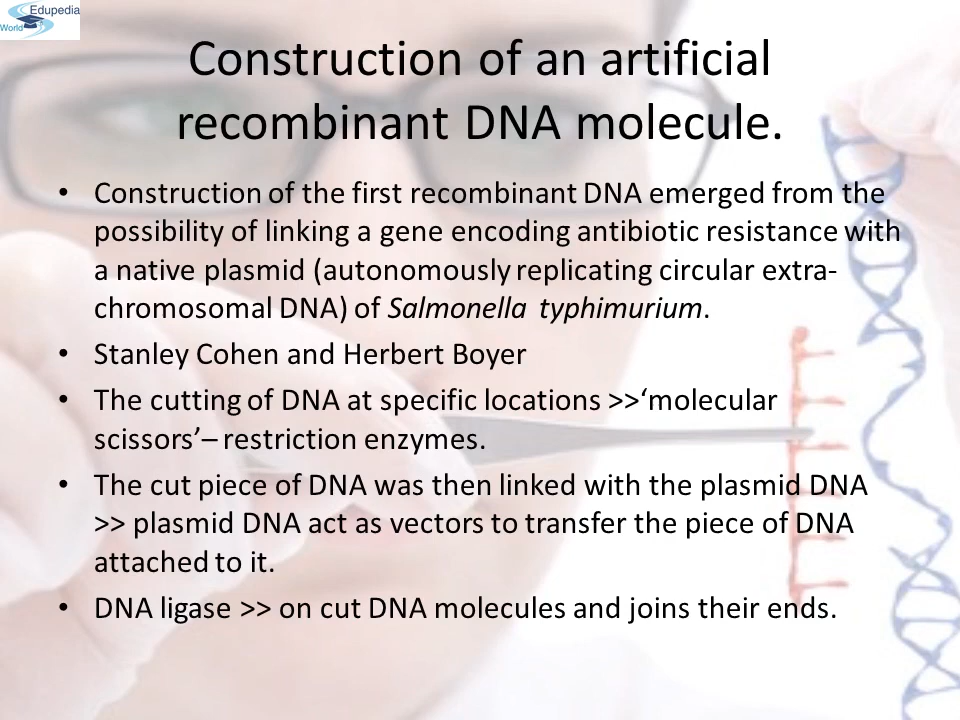 Edupedia
World
Construction of an artificial
recombinant DNA molecule.
• Construction of the first recombinant DNA emerged from the
possibility of linking a gene encoding antibiotic resistance with
a native plasmid (autonomously replicating circular extra-
chromosomal DNA) of Salmonella typhimurium.
• Stanley Cohen and Herbert Boyer
• The cutting of DNA at specific locations >>‘molecular
scissors’– restriction enzymes.
• The cut piece of DNA was then linked with the plasmid DNA
>> plasmid DNA act as vectors to transfer the piece of DNA
attached to it.
• DNA ligase >> on cut DNA molecules and joins their ends.